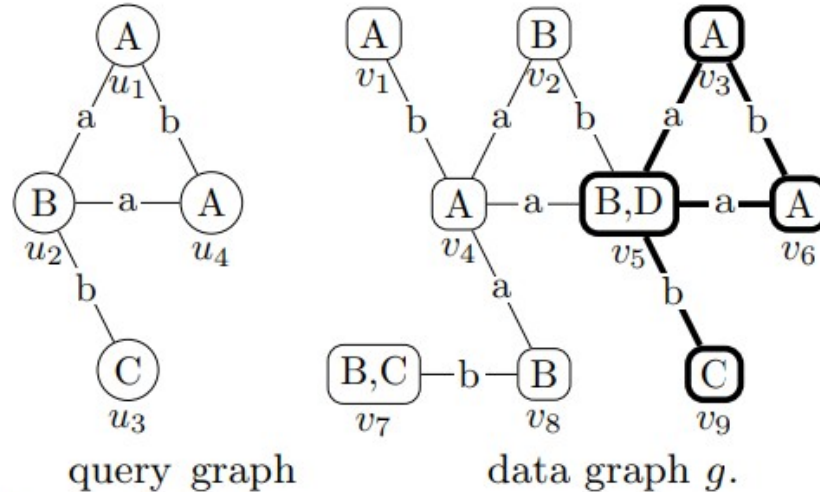 A A B A
u1 v1 v2 v3
a b b a b a b
B a A A a B,D a A
u2 u4 v4 v5 v6
b a b
C B,C b B C
u3 v7 v8 v9
query graph data graph g.